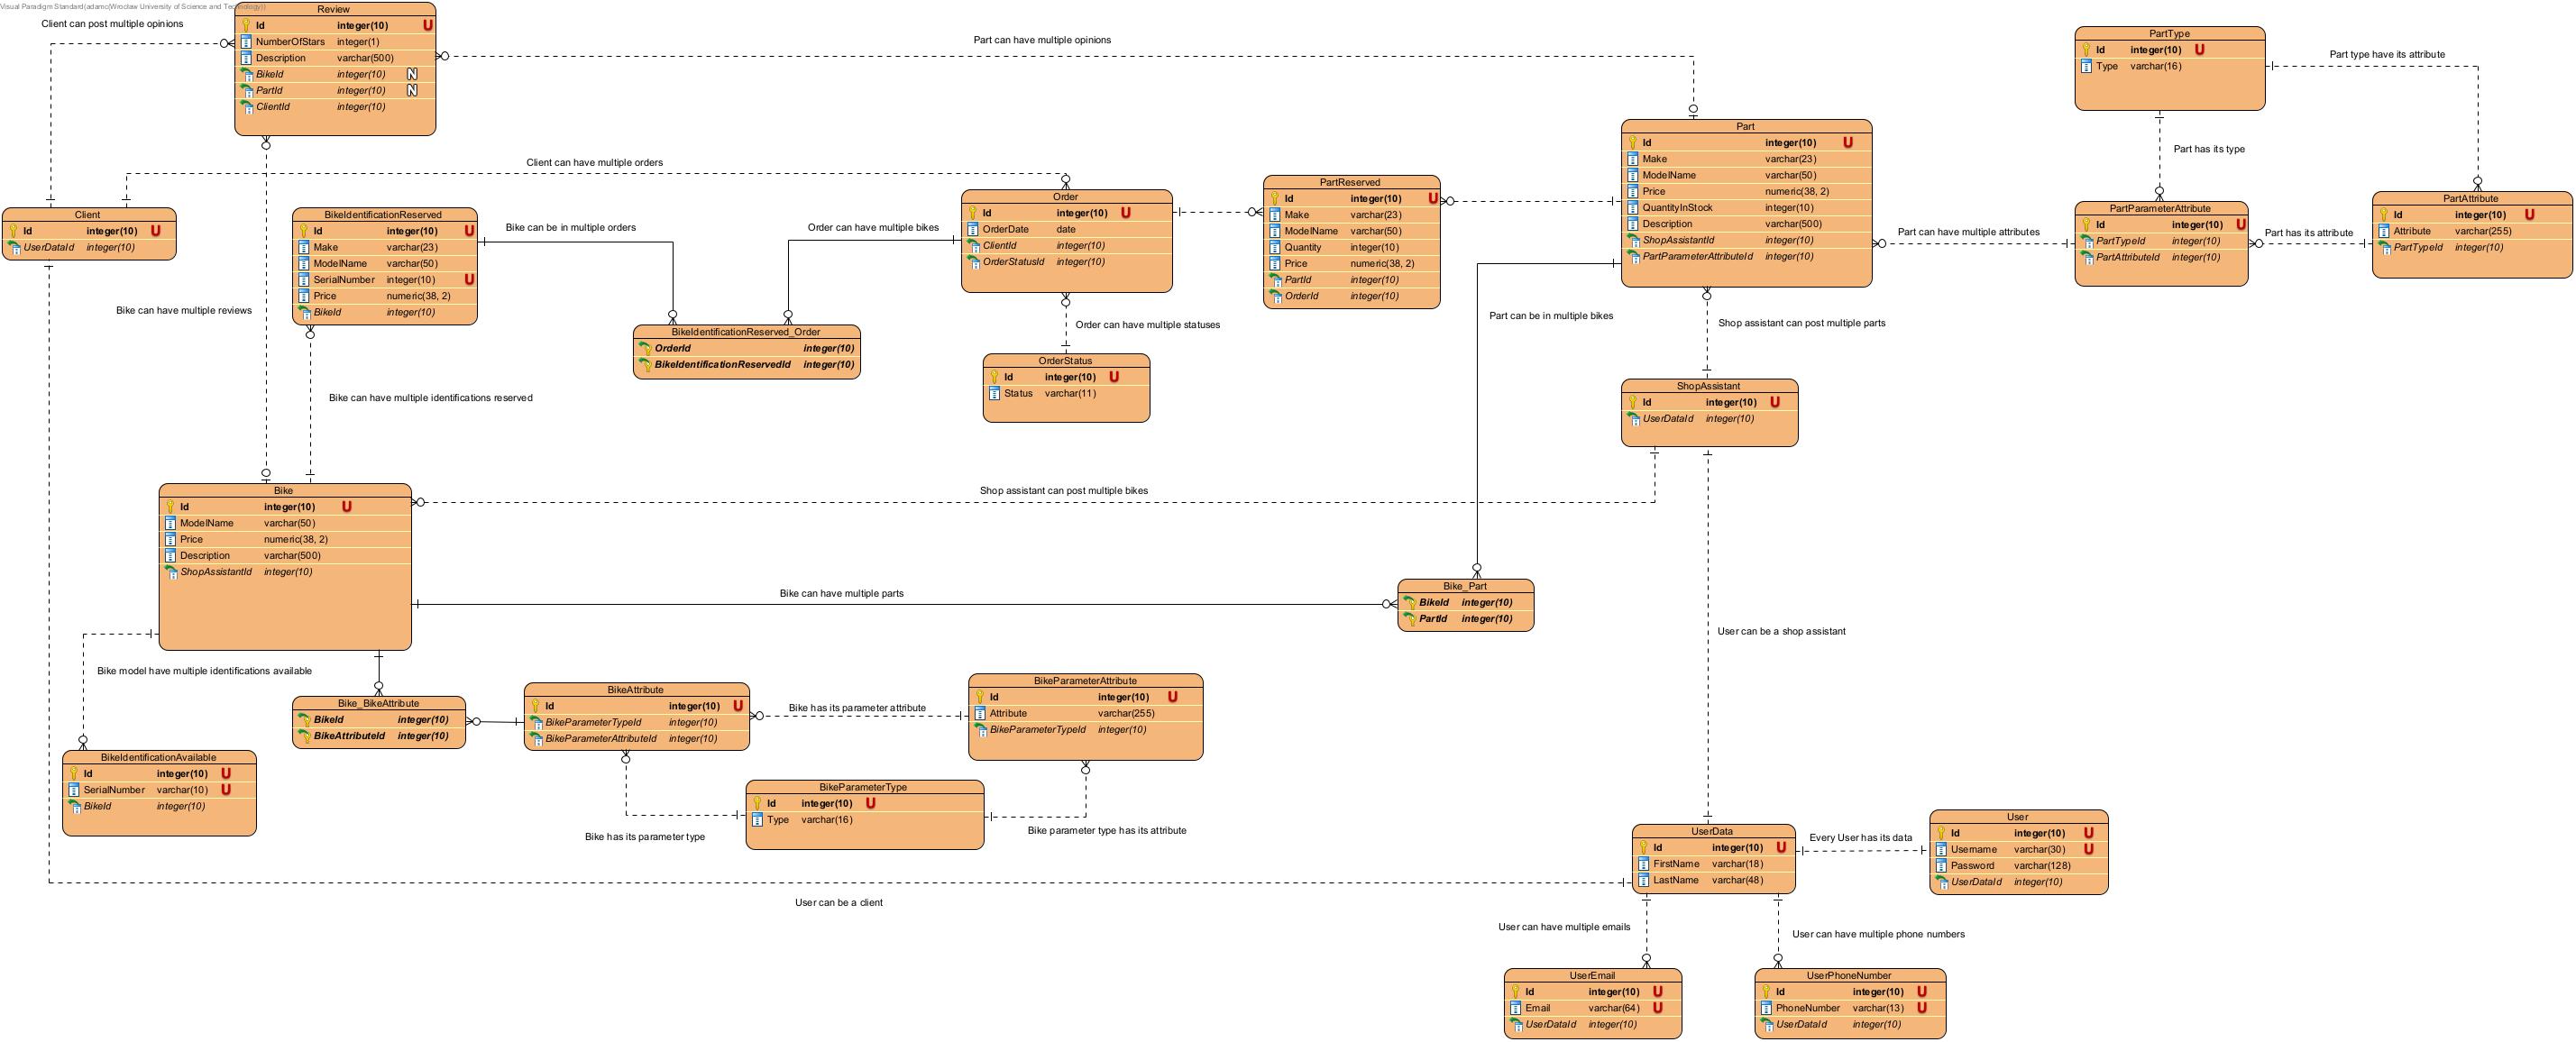 Visual Paradigm Standard(adamc(Wroclaw University of Science and Technology))
Client can post multiple opinions
Review
Id integer(10) U
NumberOfStars integer(1)
Description varchar(500)
BikeId integer(10) N
PartId integer(10) N
ClientId integer(10)
Part can have multiple opinions
PartType
Id integer(10) U
Type varchar(16)
Part type have its attribute
Part has its type
Client can have multiple orders
Client
Id integer(10) U
UserDataId integer(10)
BikeIdentificationReserved
Id integer(10) U
Make varchar(23)
ModelName varchar(50)
SerialNumber integer(10) U
Price numeric(38, 2)
BikeId integer(10)
Bike can be in multiple orders
Order can have multiple bikes
Order
Id integer(10) U
OrderDate date
ClientId integer(10)
OrderStatusId integer(10)
PartReserved
Id integer(10) U
Make varchar(23)
ModelName varchar(50)
Quantity integer(10)
Price numeric(38, 2)
PartId integer(10)
OrderId integer(10)
Part
Id integer(10) U
Make varchar(23)
ModelName varchar(50)
Price numeric(38, 2)
QuantityInStock integer(10)
Description varchar(500)
ShopAssistantId integer(10)
PartParameterAttributeId integer(10)
Part can have multiple attributes
PartParameterAttribute
Id integer(10) U
PartTypeId integer(10)
PartAttributeId integer(10)
Part has its attribute
PartAttribute
Id integer(10) U
Attribute varchar(255)
PartTypeId integer(10)
Bike can have multiple reviews
BikeIdentificationReserved_Order
OrderId integer(10)
BikeIdentificationReservedId integer(10)
Order can have multiple statuses
OrderStatus
Id integer(10) U
Status varchar(11)
Part can be in multiple bikes
Shop assistant can post multiple parts
ShopAssistant
Id integer(10) U
UserDataId integer(10)
Bike can have multiple identifications reserved
Bike
Id integer(10) U
ModelName varchar(50)
Price numeric(38, 2)
Description varchar(500)
ShopAssistantId integer(10)
Shop assistant can post multiple bikes
Bike can have multiple parts
Bike_Part
BikeId integer(10)
PartId integer(10)
User can be a shop assistant
Bike model have multiple identifications available
Bike_BikeAttribute
BikeId integer(10)
BikeAttributeId integer(10)
BikeAttribute
Id integer(10) U
BikeParameterTypeId integer(10)
BikeParameterAttributeId integer(10)
Bike has its parameter attribute
BikeParameterAttribute
Id integer(10) U
Attribute varchar(255)
BikeParameterTypeId integer(10)
BikeIdentificationAvailable
Id integer(10) U
SerialNumber varchar(10) U
BikeId integer(10)
BikeParameterType
Id integer(10) U
Type varchar(16)
Bike has its parameter type
Bike parameter type has its attribute
UserData
Id integer(10) U
FirstName varchar(18)
LastName varchar(48)
Every User has its data
User
Id integer(10) U
Username varchar(30) U
Password varchar(128)
UserDataId integer(10)
User can be a client
User can have multiple emails
User can have multiple phone numbers
UserEmail
Id integer(10) U
Email varchar(64) U
UserDataId integer(10)
UserPhoneNumber
Id integer(10) U
PhoneNumber varchar(13) U
UserDataId integer(10)